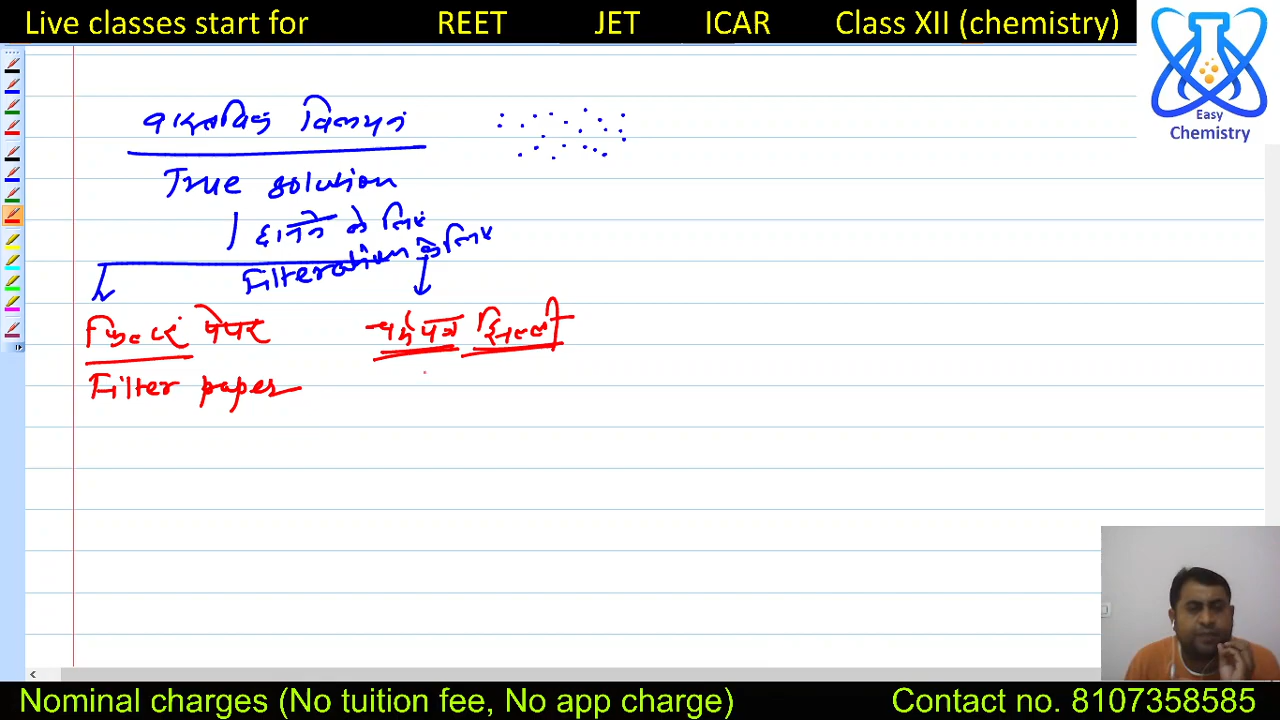 Live classes start for REET JET ICAR Class XII (chemistry)
Easy
Chemistry
वास्तविक विलयन
True solution
छानने के लिए
Filteration के लिए
फिल्टर पेपर
चर्मपत्र झिल्ली
Filter paper
Nominal charges (No tuition fee, No app charge) Contact no. 8107358585